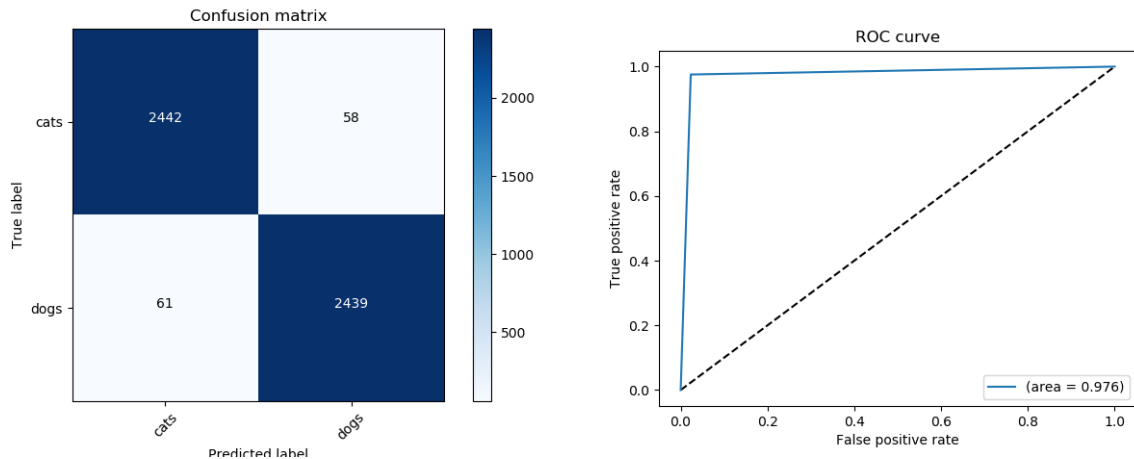 Confusion matrix
cats
2442
58
True label
dogs
61
2439
cats
dogs
Predicted label
2000
1500
1000
500
ROC curve
1.0
0.8
0.6
0.4
0.2
0.0
True positive rate
(area = 0.976)
0.0 0.2 0.4 0.6 0.8 1.0
False positive rate